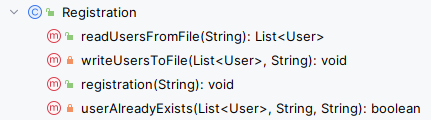 Registration
readUsersFromFile(String): List<User>
writeUsersToFile(List<User>, String): void
registration(String): void
userAlreadyExists(List<User>, String, String): boolean